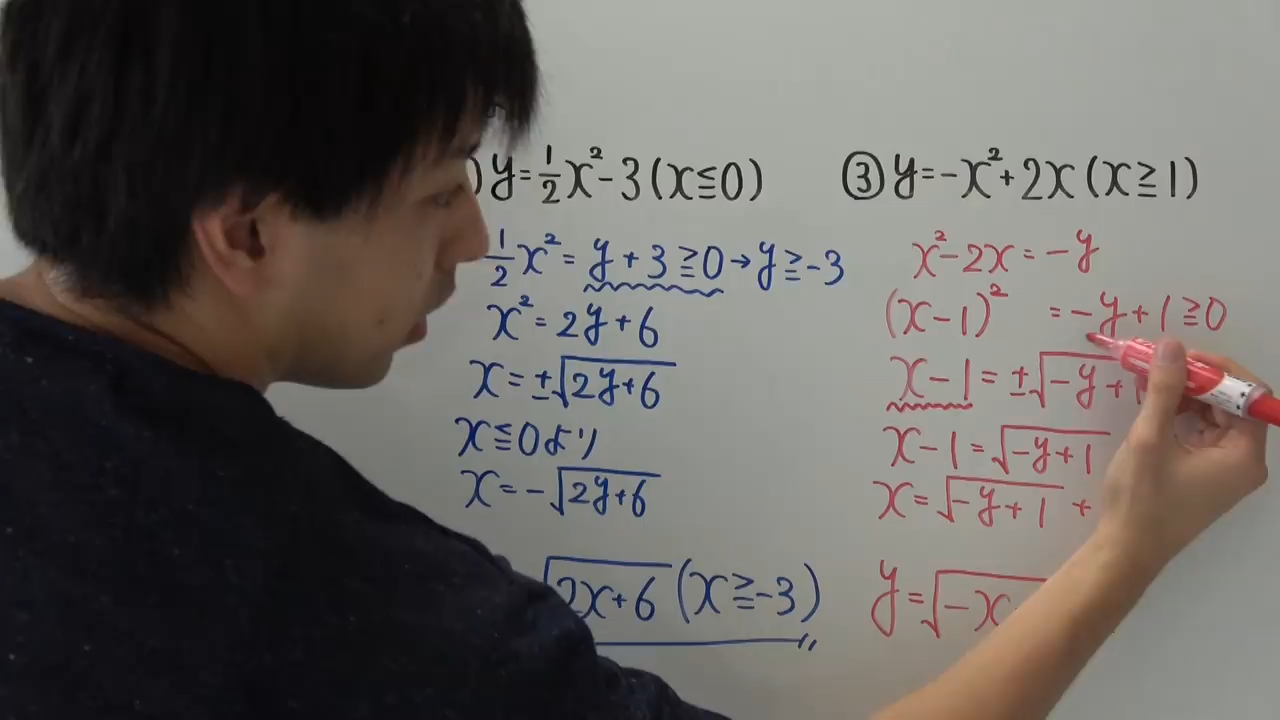 )y=1/2x²-3(x≦0)
1/2x²=y+3≧0→y≧-3
x²=2y+6
x=±√2y+6
x≦0より
x=-√2y+6
√2x+6(x≧-3)
③y=-x²+2x(x≧1)
x²-2x=-y
(x-1)²=-y+1≧0
x-1=±√-y+
x-1=√-y+1
x=√-y+1+
y=√-x